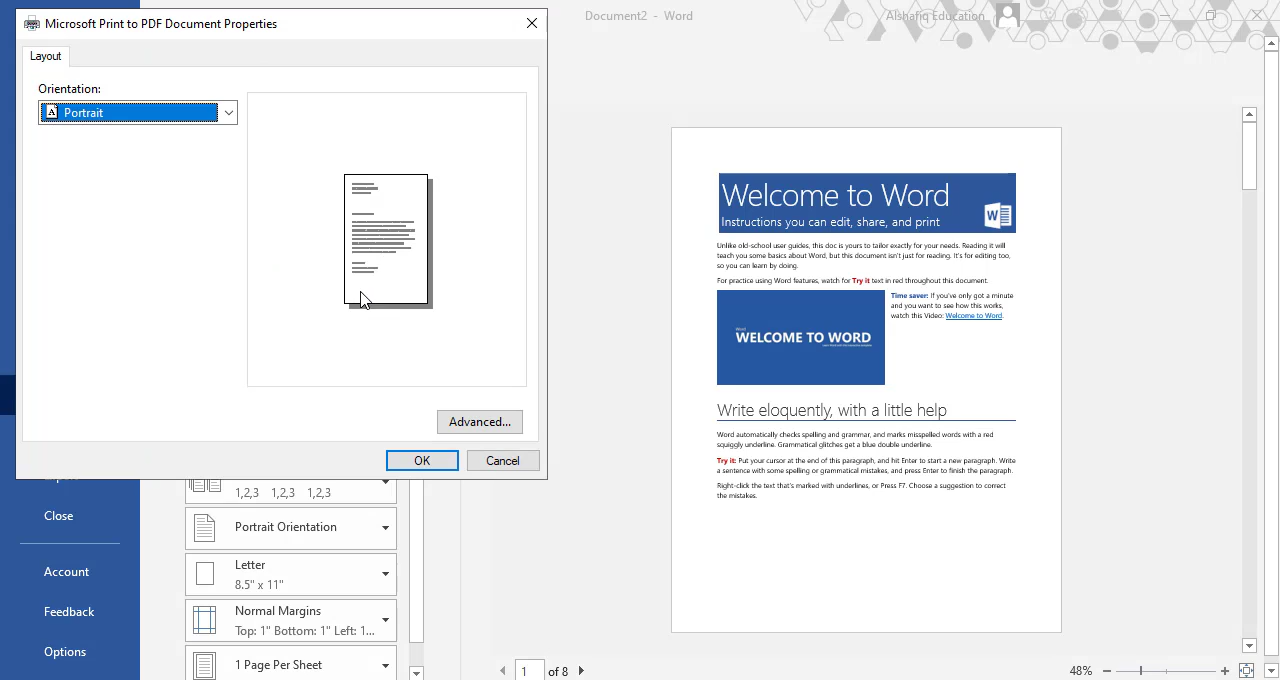 Microsoft Print to PDF Document Properties
Layout
Orientation:
Portrait
Advanced...
OK
Cancel
Document2 - Word
Alshafiq Education
Close
Account
Feedback
Options
1,2,3 1,2,3 1,2,3
Portrait Orientation
Letter
8.5" x 11"
Normal Margins
Top: 1" Bottom: 1" Left: 1...
1 Page Per Sheet
Welcome to Word
Instructions you can edit, share, and print
Unlike old-school user guides, this doc is yours to tailor exactly for your needs. Reading it will
teach you some basics about Word, but this document isn't just for reading. It's for editing too,
so you can learn by doing.
For practice using Word features, watch for Try it text in red throughout this document.
WELCOME TO WORD
Time saver: If you've only got a minute
and you want to see how this works,
watch this Video: Welcome to Word.
Write eloquently, with a little help
Word automatically checks spelling and grammar, and marks misspelled words with a red
squiggly underline. Grammatical glitches get a blue double underline.
Try it: Put your cursor at the end of this paragraph, and hit Enter to start a new paragraph. Write
a sentence with some spelling or grammatical mistakes, and press Enter to finish the paragraph.
Right-click the text that's marked with underlines, or Press F7. Choose a suggestion to correct
the mistakes.
1 of 8
48%